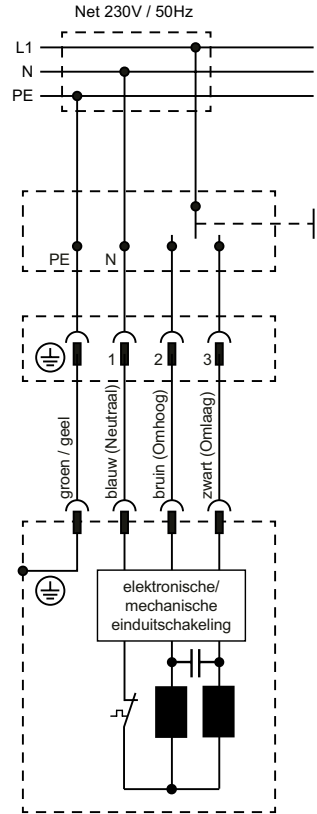 Net 230V / 50Hz
L1
N
PE
PE
N
1
2
3
groen / geel
blauw (Neutraal)
bruin (Omhoog)
zwart (Omlaag)
elektronische/
mechanische
einduitschakeling